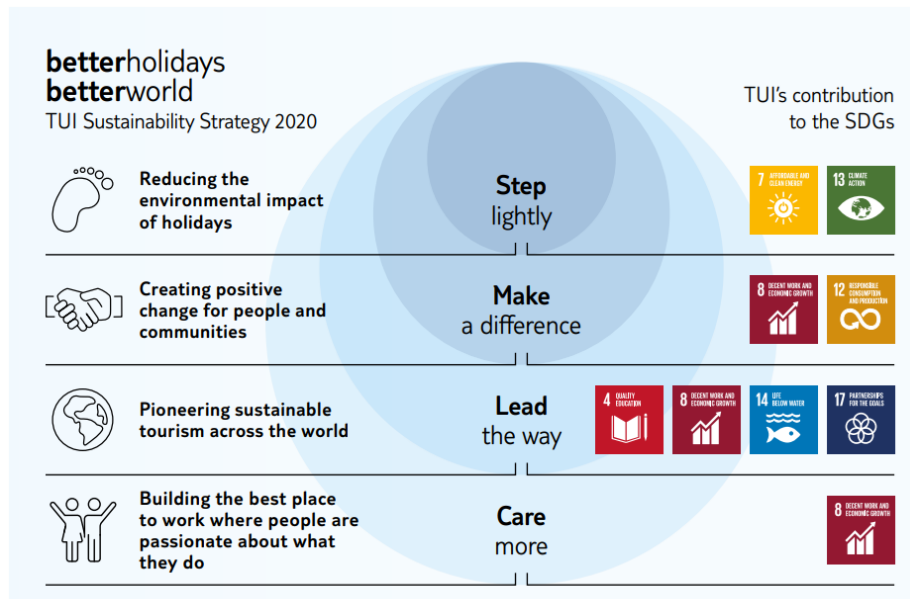 betterholidays
betterworld
TUI Sustainability Strategy 2020
TUI's contribution
to the SDGs
Reducing the
environmental impact
of holidays
Step
lightly
7 AFFORDABLE AND
CLEAN ENERGY
13 CLIMATE
ACTION
Creating positive
change for people and
communities
Make
a difference
8 DECENT WORK AND
ECONOMIC GROWTH
12 RESPONSIBLE
CONSUMPTION
AND PRODUCTION
Pioneering sustainable
tourism across the world
Lead
the way
4 QUALITY
EDUCATION
8 DECENT WORK AND
ECONOMIC GROWTH
14 LIFE
BELOW WATER
17 PARTNERSHIPS
FOR THE GOALS
Building the best place
to work where people are
passionate about what
they do
Care
more
8 DECENT WORK AND
ECONOMIC GROWTH